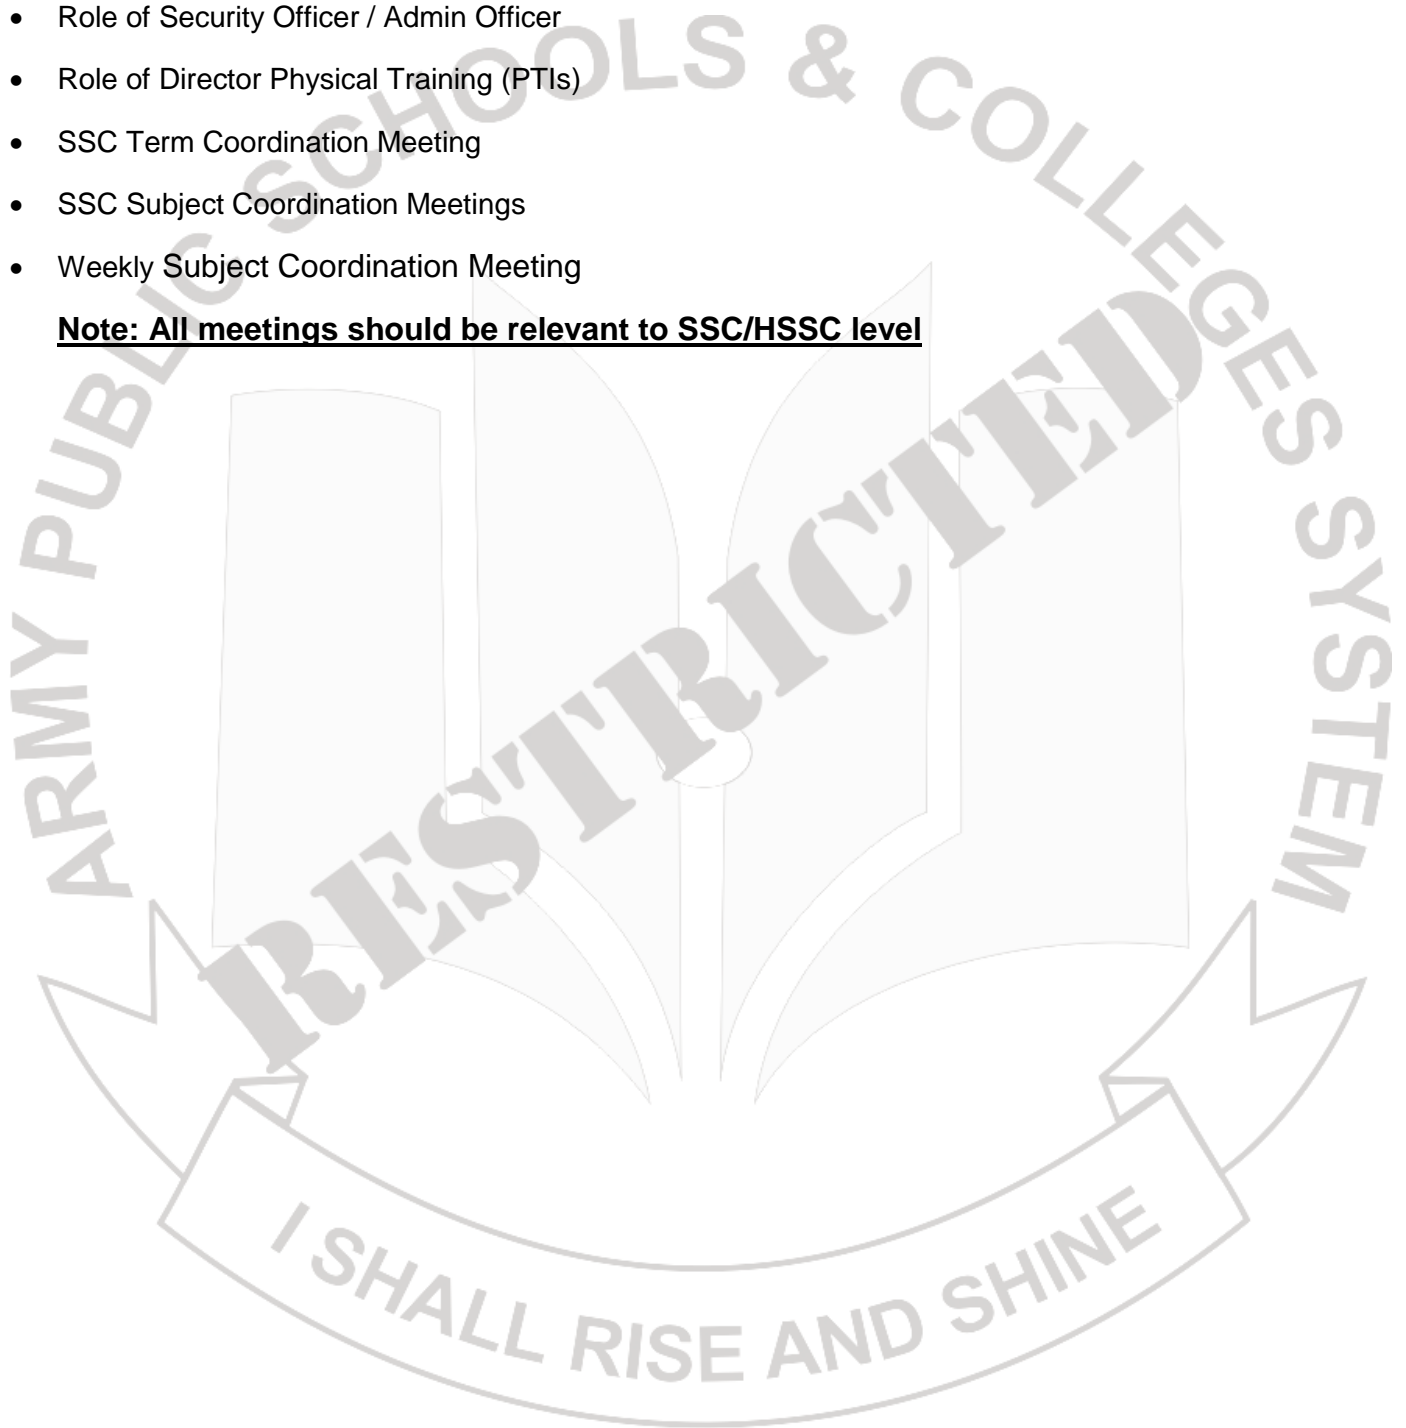 • Role of Security Officer / Admin Officer
• Role of Director Physical Training (PTIs)
• SSC Term Coordination Meeting
• SSC Subject Coordination Meetings
• Weekly Subject Coordination Meeting
Note: All meetings should be relevant to SSC/HSSC level
ARMY PUBLIC SCHOOLS & COLLEGES SYSTEM
RESTRICTED
I SHALL RISE AND SHINE